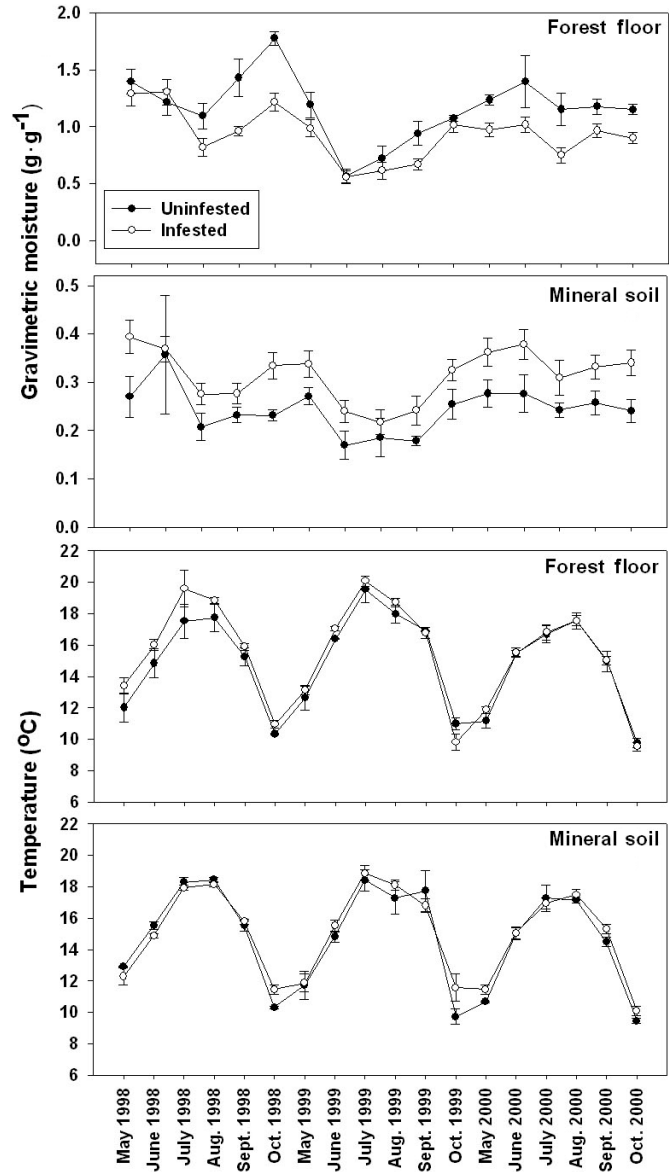 Forest floor
2.0
1.5
1.0
0.5
0.0
Uninfested
Infested
Gravimetric moisture (g·g-1)
Mineral soil
0.5
0.4
0.3
0.2
0.1
0.0
Forest floor
22
20
18
16
14
12
10
8
6
Temperature (oC)
Mineral soil
22
20
18
16
14
12
10
8
6
May 1998
June 1998
July 1998
Aug. 1998
Sept. 1998
Oct. 1998
May 1999
June 1999
July 1999
Aug. 1999
Sept. 1999
Oct. 1999
May 2000
June 2000
July 2000
Aug. 2000
Sept. 2000
Oct. 2000